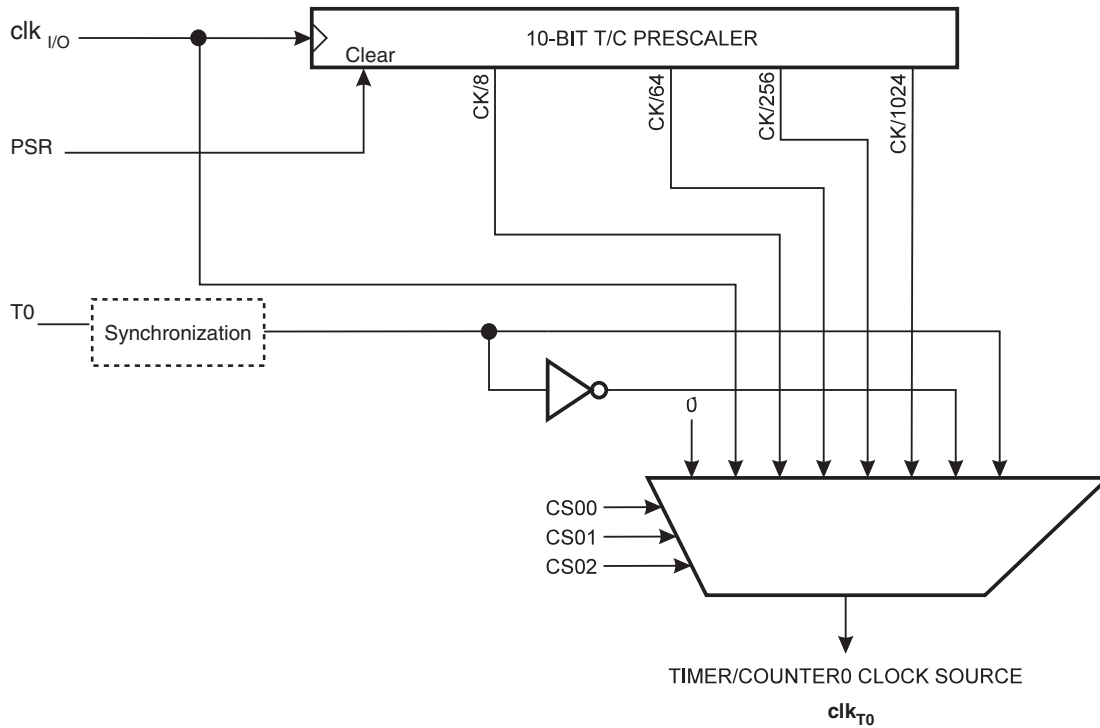 clk I/O
10-BIT T/C PRESCALER
Clear
CK/8
CK/64
CK/256
CK/1024
PSR
T0
Synchronization
0
CS00
CS01
CS02
TIMER/COUNTER0 CLOCK SOURCE
clkT0